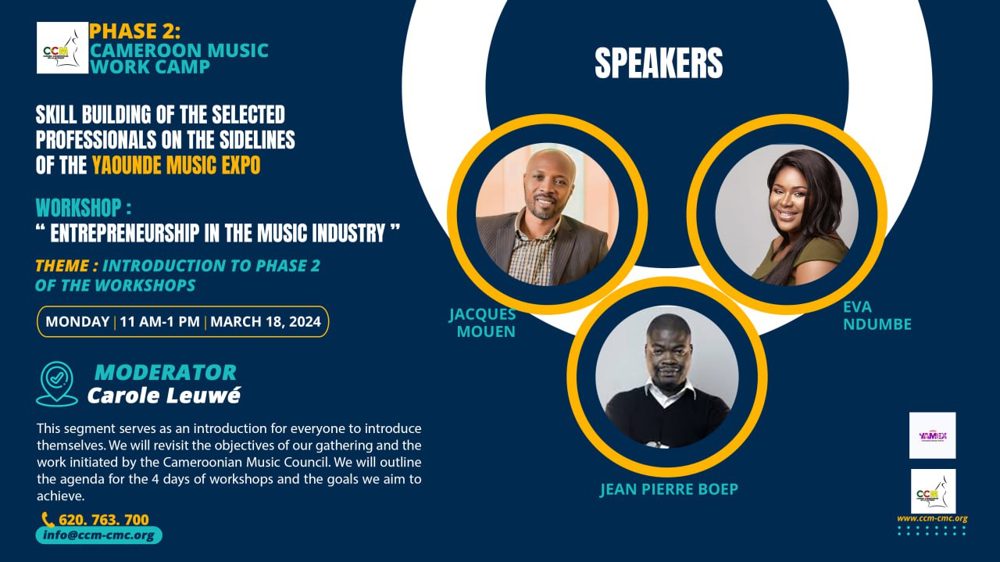 CCM
PHASE 2:
CAMEROON MUSIC
WORK CAMP
SKILL BUILDING OF THE SELECTED
PROFESSIONALS ON THE SIDELINES
OF THE YAOUNDE MUSIC EXPO
WORKSHOP :
“ ENTREPRENEURSHIP IN THE MUSIC INDUSTRY ”
THEME : INTRODUCTION TO PHASE 2
OF THE WORKSHOPS
MONDAY | 11 AM-1 PM | MARCH 18, 2024
MODERATOR
Carole Leuwé
This segment serves as an introduction for everyone to introduce
themselves. We will revisit the objectives of our gathering and the
work initiated by the Cameroonian Music Council. We will outline
the agenda for the 4 days of workshops and the goals we aim to
achieve.
620. 763. 700
info@ccm-cmc.org
SPEAKERS
JACQUES
MOUEN
EVA
NDUMBE
JEAN PIERRE BOEP
CCM
www.ccm-cmc.org